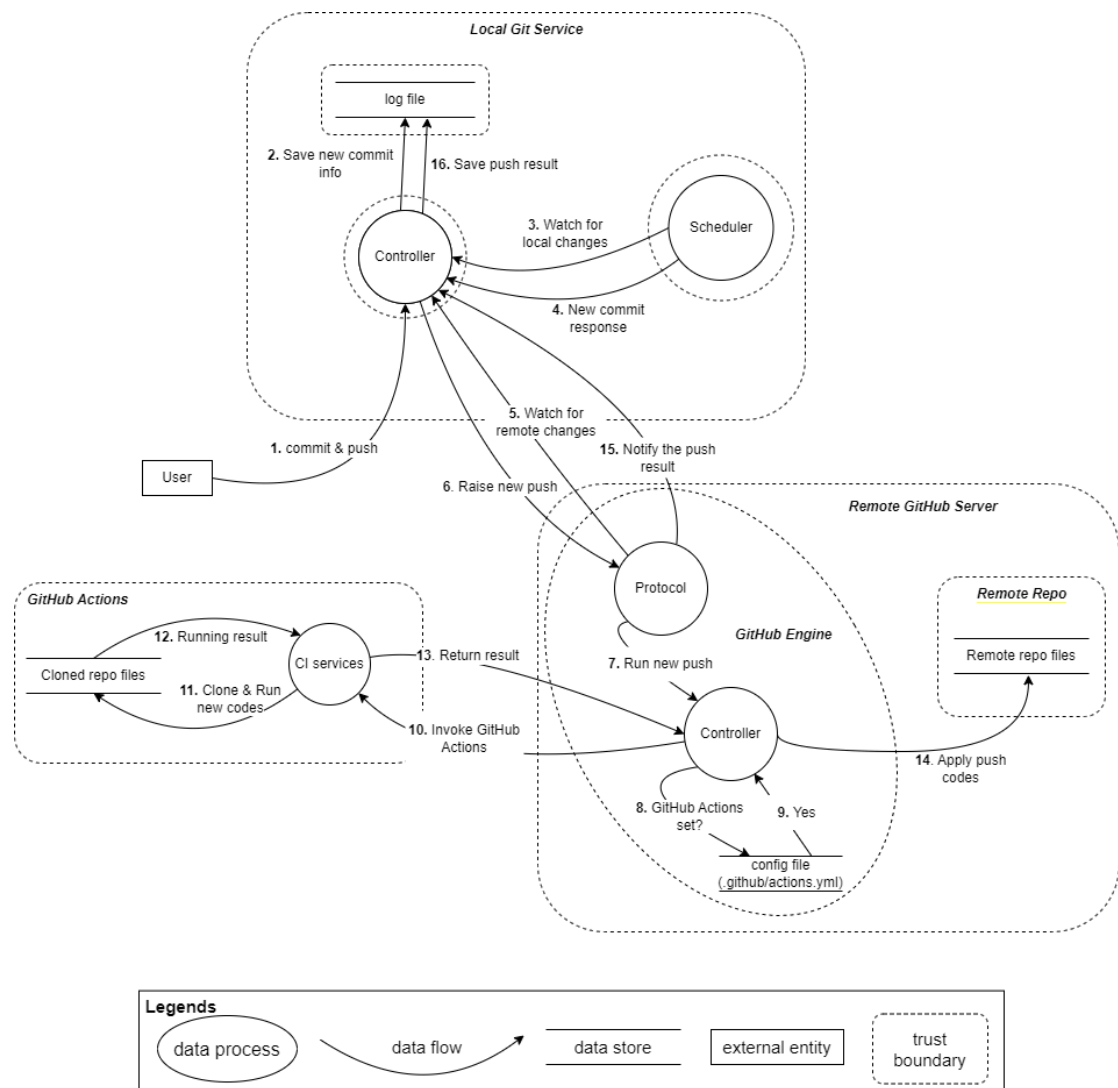 Local Git Service
log file
2. Save new commit
info
16. Save push result
Controller
Scheduler
3. Watch for
local changes
4. New commit
response
5. Watch for
remote changes
1. commit & push
15. Notify the push
result
User
6. Raise new push
Remote GitHub Server
Protocol
GitHub Engine
Remote Repo
Remote repo files
GitHub Actions
12. Running result
Cloned repo files
CI services
11. Clone & Run
new codes
13. Return result
7. Run new push
10. Invoke GitHub
Actions
Controller
14. Apply push
codes
8. GitHub Actions
set?
9. Yes
config file
(.github/actions.yml)
Legends
data process
data flow
data store
external entity
trust
boundary